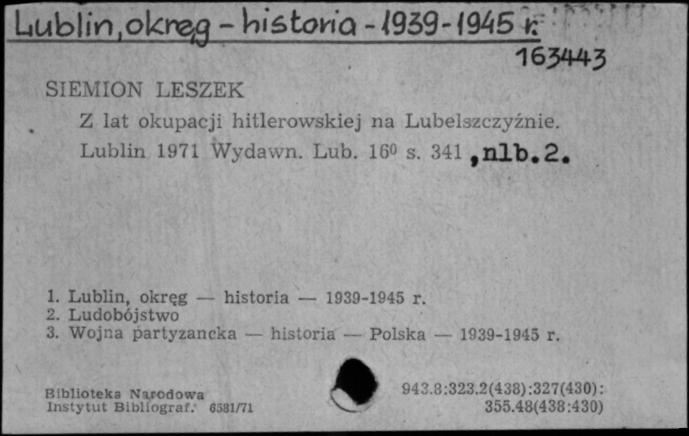 Lublin, okręg - historia - 1939-1945 r.
163443
SIEMION LESZEK
Z lat okupacji hitlerowskiej na Lubelszczyźnie.
Lublin 1971 Wydawn. Lub. 16⁰ s. 341 , nlb. 2.
1. Lublin, okręg — historia — 1939-1945 r.
2. Ludobójstwo
3. Wojna partyzancka — historia — Polska — 1939-1945 r.
Biblioteka Narodowa
Instytut Bibliograf. 6581/71
943.8:323.2(438):327(430):
355.48(438:430)